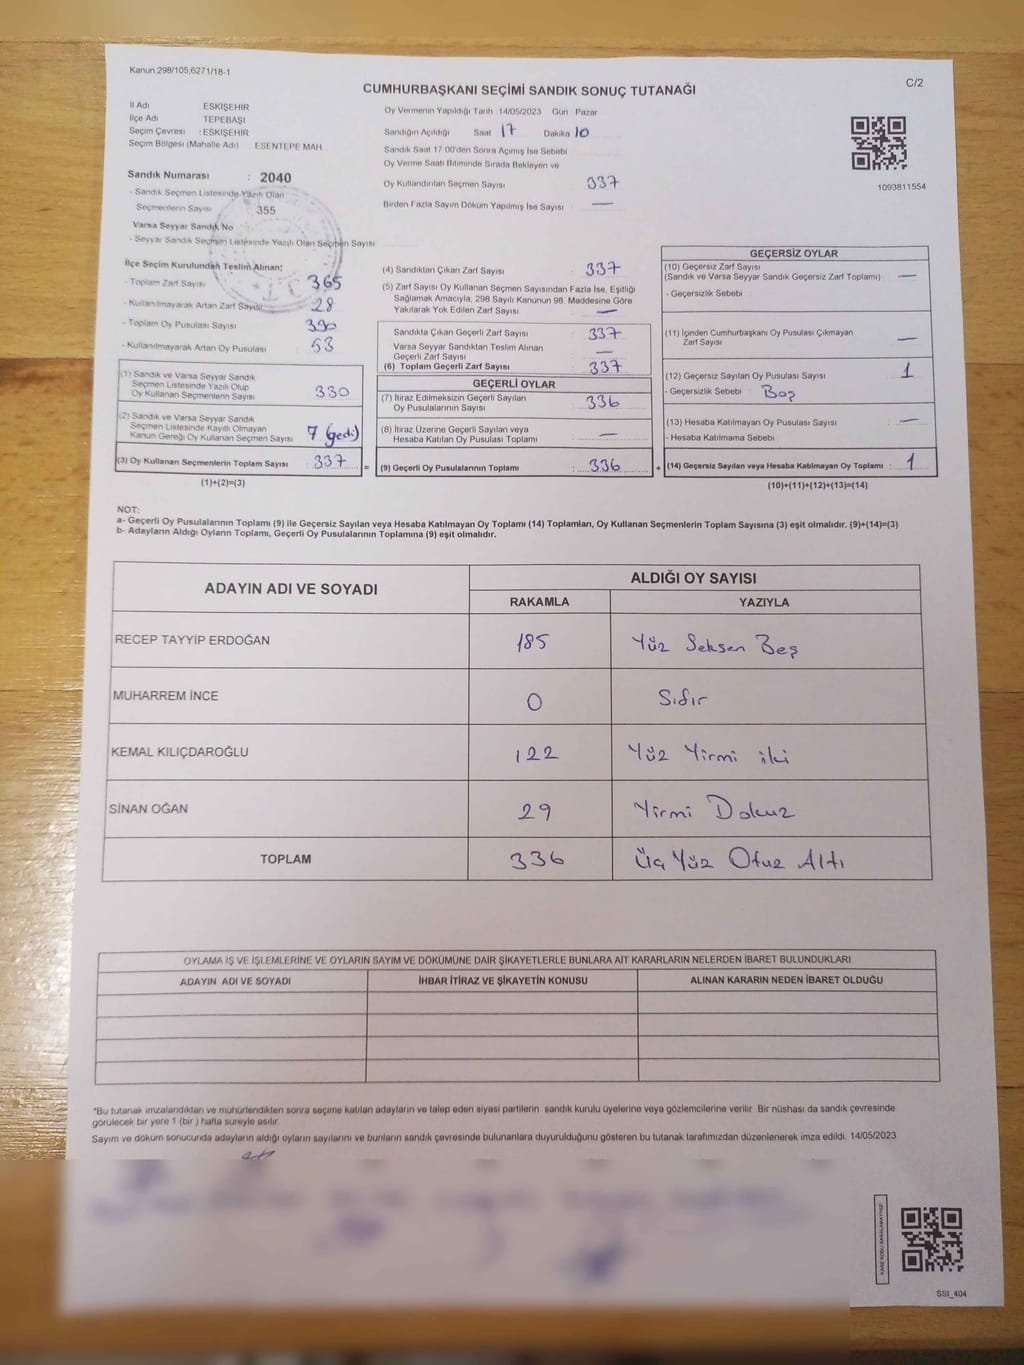 Kanun.298/105,6271/18-1
C/2
CUMHURBAŞKANI SEÇİMİ SANDIK SONUÇ TUTANAĞI
İl Adı ESKİŞEHİR
İlçe Adı TEPEBAŞI
Seçim Çevresi : ESKİŞEHİR
Seçim Bölgesi (Mahalle Adı) ESENTEPE MAH
Oy Vermenin Yapıldığı Tarih 14/05/2023 Gün Pazar
Sandığın Açıldığı Saat 17 Dakika 10
Sandık Saat 17:00'den Sonra Açılmış İse Sebebi
Oy Verme Saati Bitiminde Sırada Bekleyen ve
Oy Kullandırılan Seçmen Sayısı 337
Birden Fazla Sayım Döküm Yapılmış İse Sayısı —
1093811554
Sandık Numarası : 2040
- Sandık Seçmen Listesinde Yazılı Olan
Seçmenlerin Sayısı 355
Varsa Seyyar Sandık No
- Seyyar Sandık Seçmen Listesinde Yazılı Olan Seçmen Sayısı
İlçe Seçim Kurulundan Teslim Alınan;
- Toplam Zarf Sayısı 365
- Kullanılmayarak Artan Zarf Sayısı 28
- Toplam Oy Pusulası Sayısı 390
- Kullanılmayarak Artan Oy Pusulası 53
(1) Sandık ve Varsa Seyyar Sandık
Seçmen Listesinde Yazılı Olup
Oy Kullanan Seçmenlerin Sayısı 330
(2) Sandık ve Varsa Seyyar Sandık
Seçmen Listesinde Kayıtlı Olmayan
Kanun Gereği Oy Kullanan Seçmen Sayısı 7 (yedi)
(3) Oy Kullanan Seçmenlerin Toplam Sayısı 337 =
(1)+(2)=(3)
(4) Sandıktan Çıkan Zarf Sayısı 337
(5) Zarf Sayısı Oy Kullanan Seçmen Sayısından Fazla İse, Eşitliği
Sağlamak Amacıyla, 298 Sayılı Kanunun 98. Maddesine Göre
Yakılarak Yok Edilen Zarf Sayısı —
Sandıkta Çıkan Geçerli Zarf Sayısı 337
Varsa Seyyar Sandıktan Teslim Alınan
Geçerli Zarf Sayısı —
(6) Toplam Geçerli Zarf Sayısı 337
GEÇERLİ OYLAR
(7) İtiraz Edilmeksizin Geçerli Sayılan
Oy Pusulalarının Sayısı 336
(8) İtiraz Üzerine Geçerli Sayılan veya
Hesaba Katılan Oy Pusulası Toplamı —
(9) Geçerli Oy Pusulalarının Toplamı : 336 +
GEÇERSİZ OYLAR
(10) Geçersiz Zarf Sayısı
(Sandık ve Varsa Seyyar Sandık Geçersiz Zarf Toplamı) —
- Geçersizlik Sebebi
(11) İçinden Cumhurbaşkanı Oy Pusulası Çıkmayan
Zarf Sayısı —
(12) Geçersiz Sayılan Oy Pusulası Sayısı 1
- Geçersizlik Sebebi : Boş
(13) Hesaba Katılmayan Oy Pusulası Sayısı —
- Hesaba Katılmama Sebebi
(14) Geçersiz Sayılan veya Hesaba Katılmayan Oy Toplamı : 1
(10)+(11)+(12)+(13)=(14)
NOT:
a- Geçerli Oy Pusulalarının Toplamı (9) ile Geçersiz Sayılan veya Hesaba Katılmayan Oy Toplamı (14) Toplamları, Oy Kullanan Seçmenlerin Toplam Sayısına (3) eşit olmalıdır. (9)+(14)=(3)
b- Adayların Aldığı Oyların Toplamı, Geçerli Oy Pusulalarının Toplamına (9) eşit olmalıdır.
ADAYIN ADI VE SOYADI ALDIĞI OY SAYISI
RAKAMLA YAZIYLA
RECEP TAYYİP ERDOĞAN 185 Yüz Seksen Beş
MUHARREM İNCE 0 Sıfır
KEMAL KILIÇDAROĞLU 122 Yüz Yirmi iki
SİNAN OĞAN 29 Yirmi Dokuz
TOPLAM 336 Üç Yüz Otuz Altı
OYLAMA İŞ VE İŞLEMLERİNE VE OYLARIN SAYIM VE DÖKÜMÜNE DAİR ŞİKAYETLERLE BUNLARA AİT KARARLARIN NELERDEN İBARET BULUNDUKLARI
ADAYIN ADI VE SOYADI İHBAR İTİRAZ VE ŞİKAYETİN KONUSU ALINAN KARARIN NEDEN İBARET OLDUĞU
*Bu tutanak imzalandıktan ve mühürlendikten sonra seçime katılan adayların ve talep eden siyasi partilerin sandık kurulu üyelerine veya gözlemcilerine verilir. Bir nüshası da sandık çevresinde
görülecek bir yere 1 (bir ) hafta süreyle asılır.
Sayım ve döküm sonucunda adayların aldığı oyların sayılarını ve bunların sandık çevresinde bulunanlara duyurulduğunu gösteren bu tutanak tarafımızdan düzenlenerek imza edildi. 14/05/2023
SSI_404